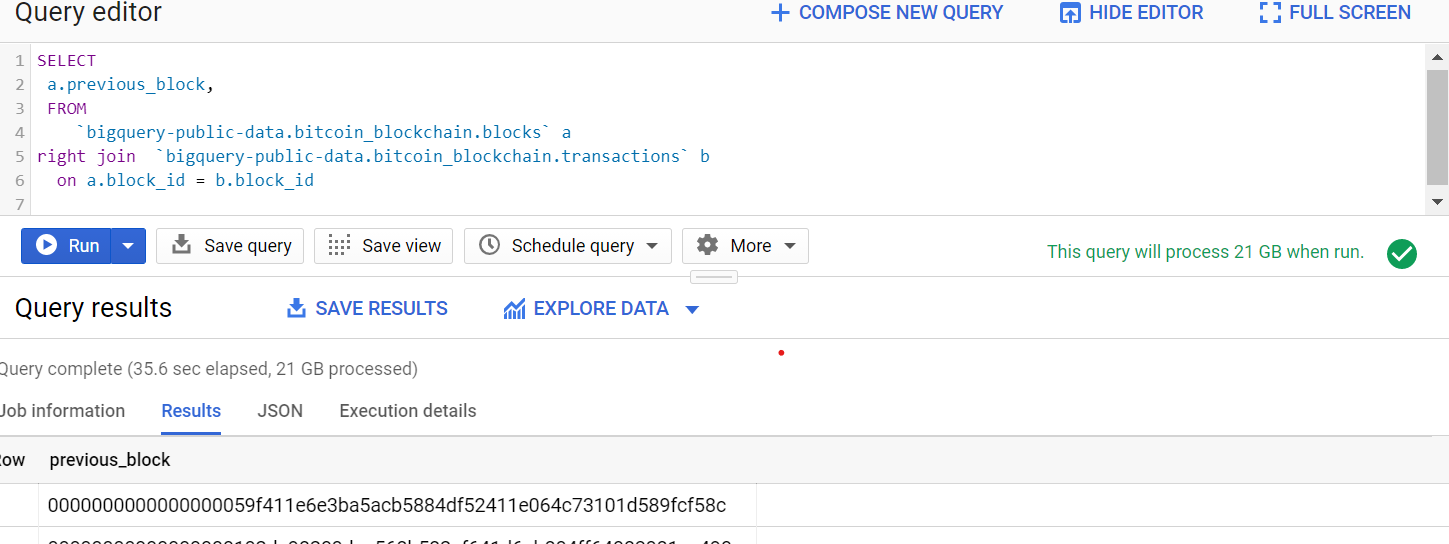 Query editor
COMPOSE NEW QUERY
HIDE EDITOR
FULL SCREEN
1 SELECT
2 a.previous_block,
3 FROM
4 `bigquery-public-data.bitcoin_blockchain.blocks` a
5 right join `bigquery-public-data.bitcoin_blockchain.transactions` b
6 on a.block_id = b.block_id
7
Run
Save query
Save view
Schedule query
More
This query will process 21 GB when run.
Query results
SAVE RESULTS
EXPLORE DATA
Query complete (35.6 sec elapsed, 21 GB processed)
Job information
Results
JSON
Execution details
Row previous_block
0000000000000000059f411e6e3ba5acb5884df52411e064c73101d589fcf58c